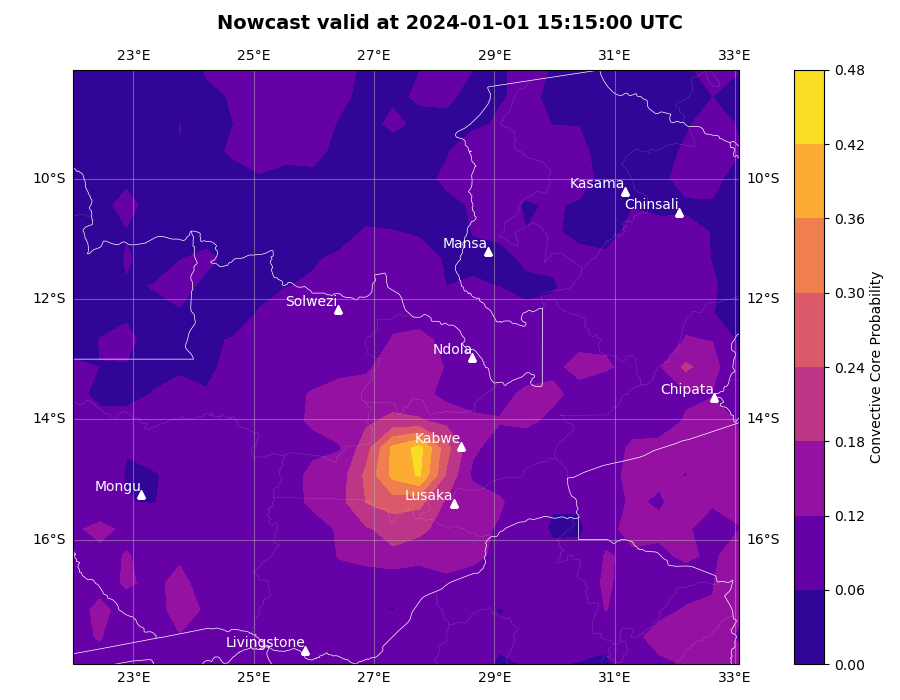 Nowcast valid at 2024-01-01 15:15:00 UTC
23°E 25°E 27°E 29°E 31°E 33°E
0.48
0.42
10°S 10°S
Kasama
Chinsali
0.36
Mansa
0.30
12°S 12°S
Solwezi
Ndola
0.24
Chipata
14°S 14°S
0.18
Kabwe
Mongu
Lusaka
0.12
16°S 16°S
0.06
Livingstone
0.00
23°E 25°E 27°E 29°E 31°E 33°E
Convective Core Probability